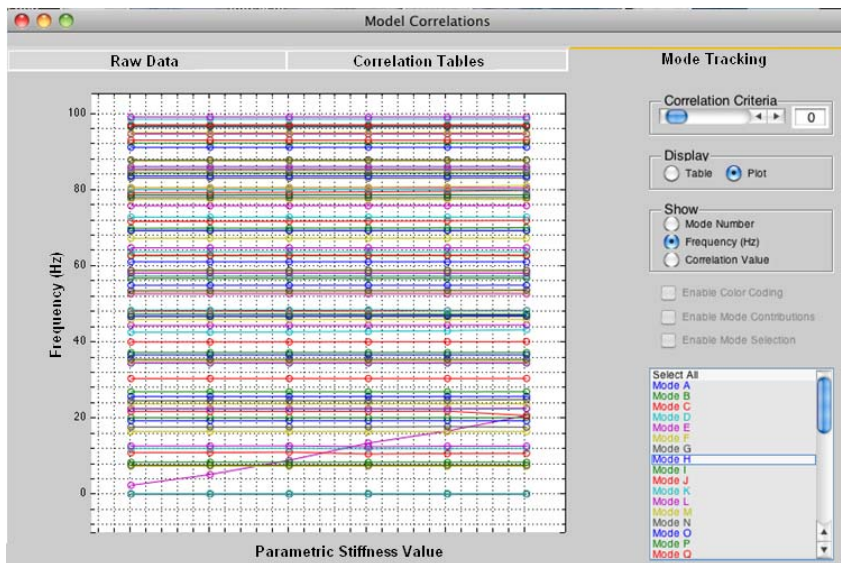 Model Correlations
Raw Data
Correlation Tables
Mode Tracking
100
80
60
40
20
0
Frequency (Hz)
Parametric Stiffness Value
Correlation Criteria
0
Display
Table
Plot
Show
Mode Number
Frequency (Hz)
Correlation Value
Enable Color Coding
Enable Mode Contributions
Enable Mode Selection
Select All
Mode A
Mode B
Mode C
Mode D
Mode E
Mode F
Mode G
Mode H
Mode I
Mode J
Mode K
Mode L
Mode M
Mode N
Mode O
Mode P
Mode Q